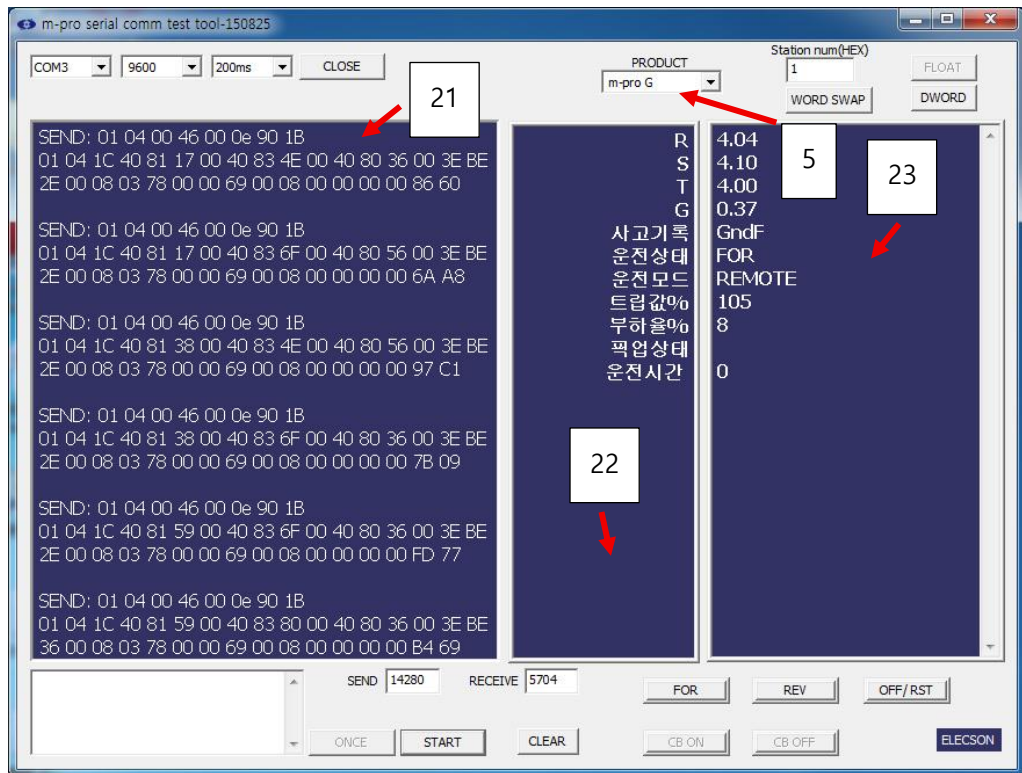 m-pro serial comm test tool-150825
COM3 9600 200ms CLOSE
PRODUCT
m-pro G
Station num(HEX)
1
FLOAT
WORD SWAP
DWORD
21
5
23
22
SEND: 01 04 00 46 00 0e 90 1B
01 04 1C 40 81 17 00 40 83 4E 00 40 80 36 00 3E BE
2E 00 08 03 78 00 00 69 00 08 00 00 00 00 86 60
SEND: 01 04 00 46 00 0e 90 1B
01 04 1C 40 81 17 00 40 83 6F 00 40 80 56 00 3E BE
2E 00 08 03 78 00 00 69 00 08 00 00 00 00 6A A8
SEND: 01 04 00 46 00 0e 90 1B
01 04 1C 40 81 38 00 40 83 4E 00 40 80 56 00 3E BE
2E 00 08 03 78 00 00 69 00 08 00 00 00 00 97 C1
SEND: 01 04 00 46 00 0e 90 1B
01 04 1C 40 81 38 00 40 83 6F 00 40 80 36 00 3E BE
2E 00 08 03 78 00 00 69 00 08 00 00 00 00 7B 09
SEND: 01 04 00 46 00 0e 90 1B
01 04 1C 40 81 59 00 40 83 6F 00 40 80 36 00 3E BE
2E 00 08 03 78 00 00 69 00 08 00 00 00 00 FD 77
SEND: 01 04 00 46 00 0e 90 1B
01 04 1C 40 81 59 00 40 83 80 00 40 80 36 00 3E BE
36 00 08 03 78 00 00 69 00 08 00 00 00 00 B4 69
R 4.04
S 4.10
T 4.00
G 0.37
사고기록 GndF
운전상태 FOR
운전모드 REMOTE
트립값% 105
부하율% 8
픽업상태
운전시간 0
SEND 14280 RECEIVE 5704
FOR REV OFF/RST
ONCE START CLEAR CB ON CB OFF ELECSON